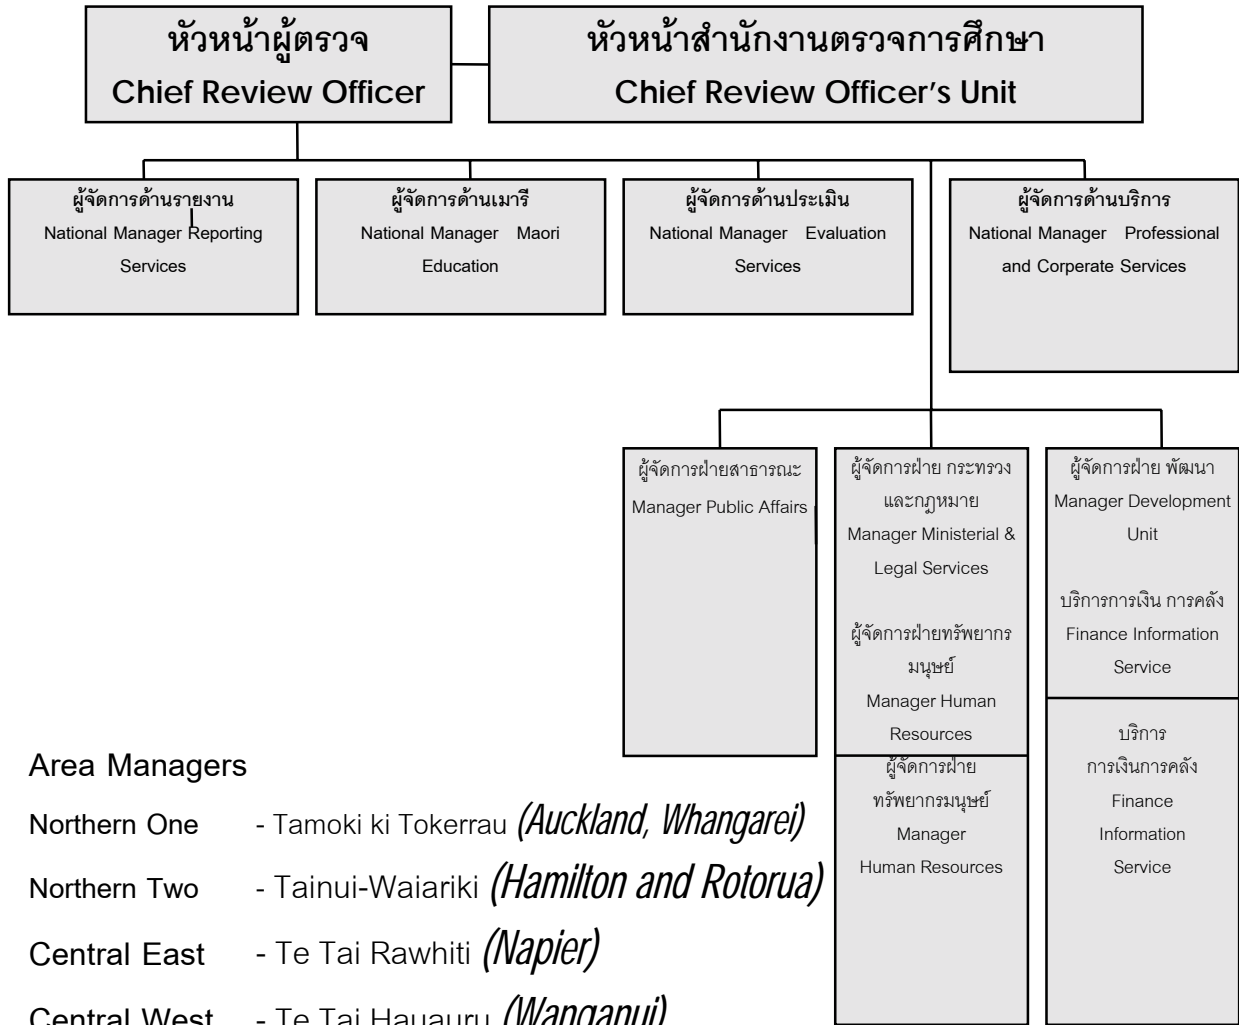 หัวหน้าผู้ตรวจ
Chief Review Officer
หัวหน้าสำนักงานตรวจการศึกษา
Chief Review Officer's Unit
ผู้จัดการด้านรายงาน
National Manager Reporting
Services
ผู้จัดการด้านเมารี
National Manager Maori
Education
ผู้จัดการด้านประเมิน
National Manager Evaluation
Services
ผู้จัดการด้านบริการ
National Manager Professional
and Corperate Services
ผู้จัดการฝ่ายสาธารณะ
Manager Public Affairs
ผู้จัดการฝ่าย กระทรวง
และกฎหมาย
Manager Ministerial &
Legal Services
ผู้จัดการฝ่ายทรัพยากร
มนุษย์
Manager Human
Resources
ผู้จัดการฝ่าย
ทรัพยากรมนุษย์
Manager
Human Resources
ผู้จัดการฝ่าย พัฒนา
Manager Development
Unit
บริการการเงิน การคลัง
Finance Information
Service
บริการ
การเงินการคลัง
Finance
Information
Service
Area Managers
Northern One - Tamoki ki Tokerrau (Auckland, Whangarei)
Northern Two - Tainui-Waiariki (Hamilton and Rotorua)
Central East - Te Tai Rawhiti (Napier)
Central West - Te Tai Hauauru (Wanganui)